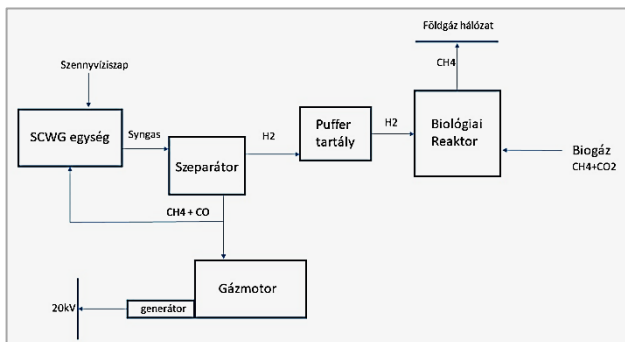 Földgáz hálózat
CH4
Szennyvíziszap
SCWG egység
Syngas
Szeparátor
H2
Puffer
tartály
H2
Biológiai
Reaktor
Biogáz
CH4+CO2
CH4 + CO
Gázmotor
generátor
20kV